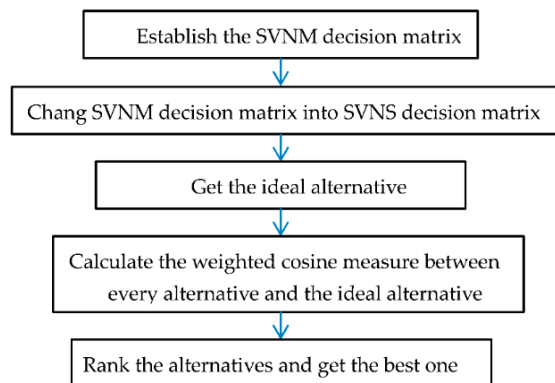 Establish the SVNM decision matrix
Chang SVNM decision matrix into SVNS decision matrix
Get the ideal alternative
Calculate the weighted cosine measure between
every alternative and the ideal alternative
Rank the alternatives and get the best one